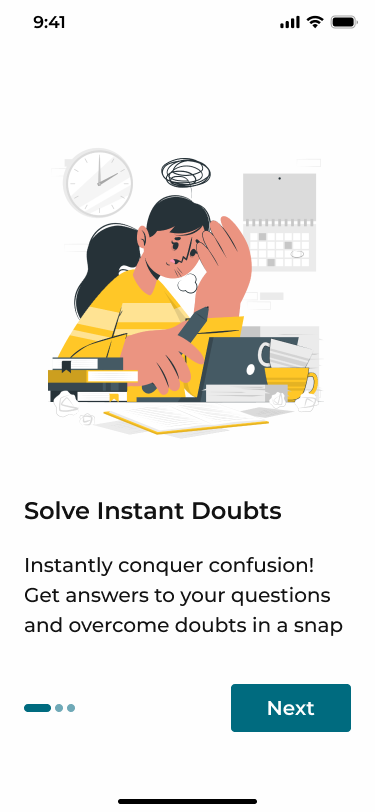 9:41
Solve Instant Doubts
Instantly conquer confusion!
Get answers to your questions
and overcome doubts in a snap
Next